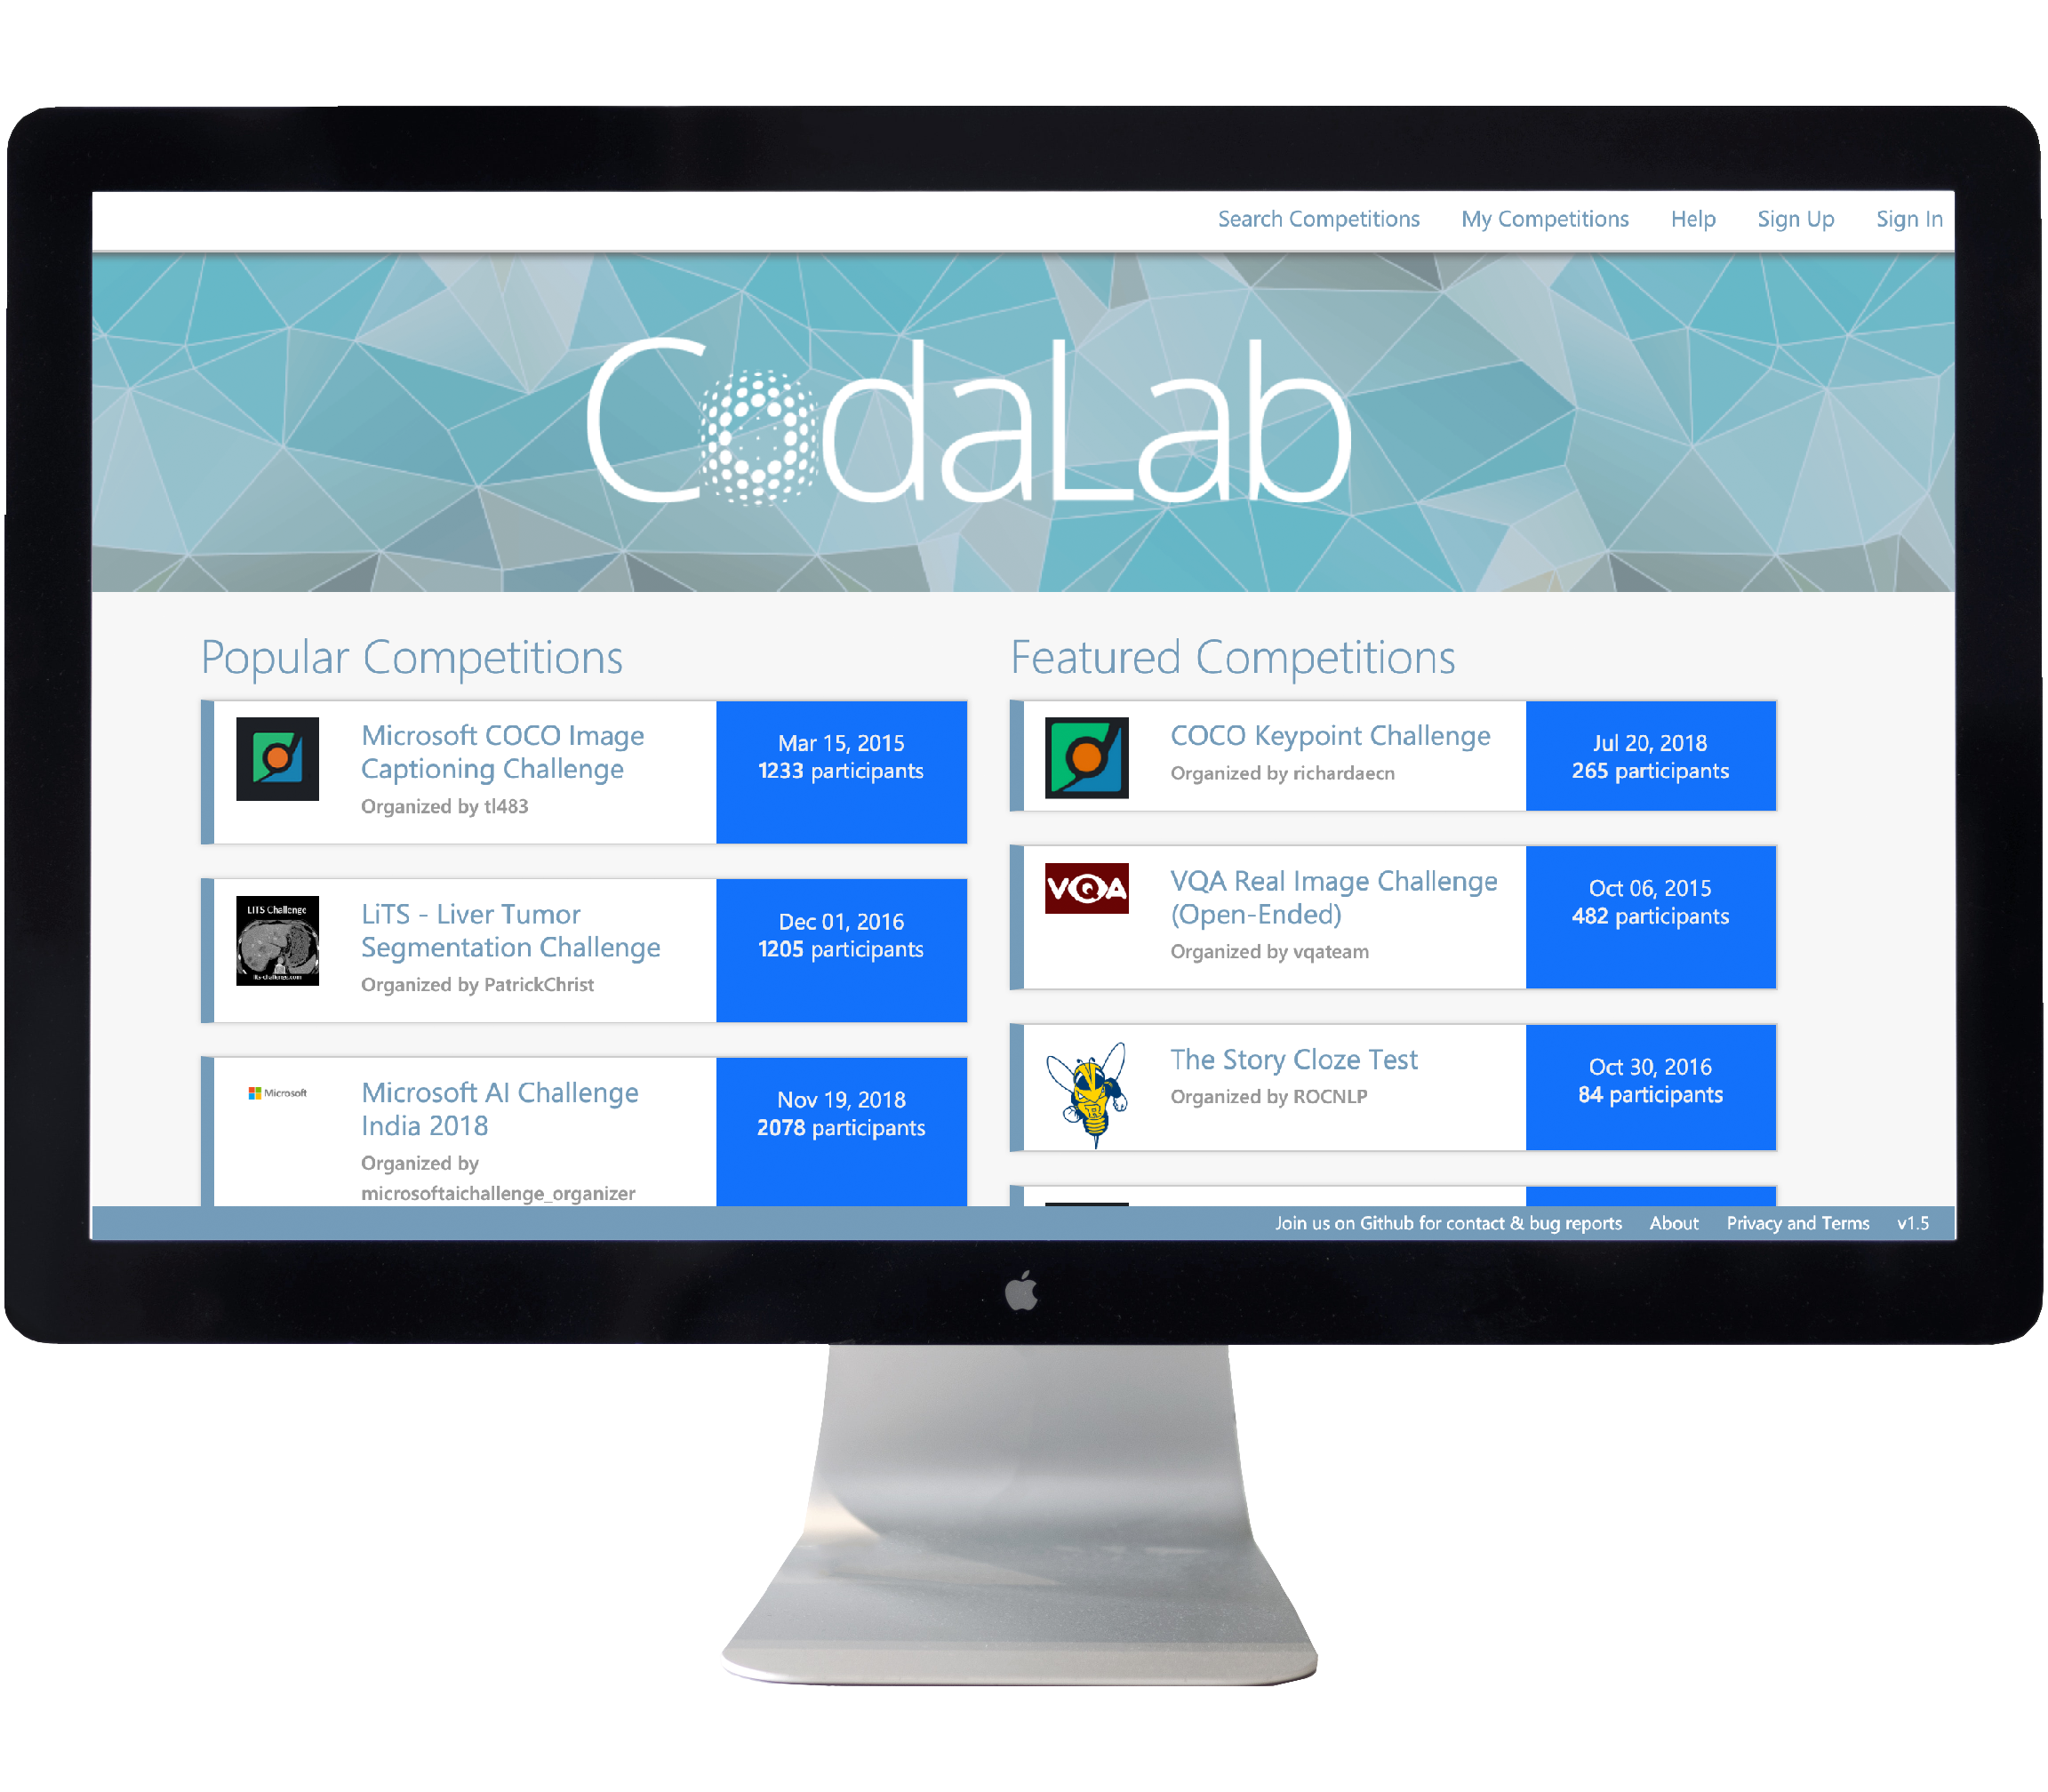 Search Competitions My Competitions Help Sign Up Sign In
CodaLab
Popular Competitions
Microsoft COCO Image
Captioning Challenge
Organized by tl483
Mar 15, 2015
1233 participants
LiTS Challenge
lits-challenge.com
LiTS - Liver Tumor
Segmentation Challenge
Organized by PatrickChrist
Dec 01, 2016
1205 participants
Microsoft
Microsoft AI Challenge
India 2018
Organized by
microsoftaichallenge_organizer
Nov 19, 2018
2078 participants
Featured Competitions
COCO Keypoint Challenge
Organized by richardaecn
Jul 20, 2018
265 participants
VQA
VQA Real Image Challenge
(Open-Ended)
Organized by vqateam
Oct 06, 2015
482 participants
The Story Cloze Test
Organized by ROCNLP
Oct 30, 2016
84 participants
Join us on Github for contact & bug reports About Privacy and Terms v1.5